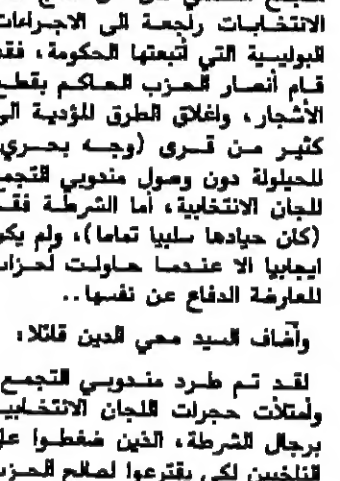 الانتخابات راجعة الى الاجراءات
البوليسية التي اتبعتها الحكومة، فقد
قام أنصار الحزب الحاكم بقطع
الأشجار، واغلاق الطرق المؤدية الى
كثير من قرى (وجه بحري
للحيلولة دون وصول مندوبي التجمع
للجان الانتخابية، أما الشرطة فقد
(كان حيادها سلبيا تماما)، ولم يكن
ايجابيا الا عندما حاولت أحزاب
المعارضة الدفاع عن نفسها..
وأضاف السيد محي الدين قائلا:
لقد تم طرد مندوبي التجمع
وامتلأت حجرات اللجان الانتخابية
برجال الشرطة، الذين ضغطوا على
الناخبين لكي يقترعوا لصالح الحزب